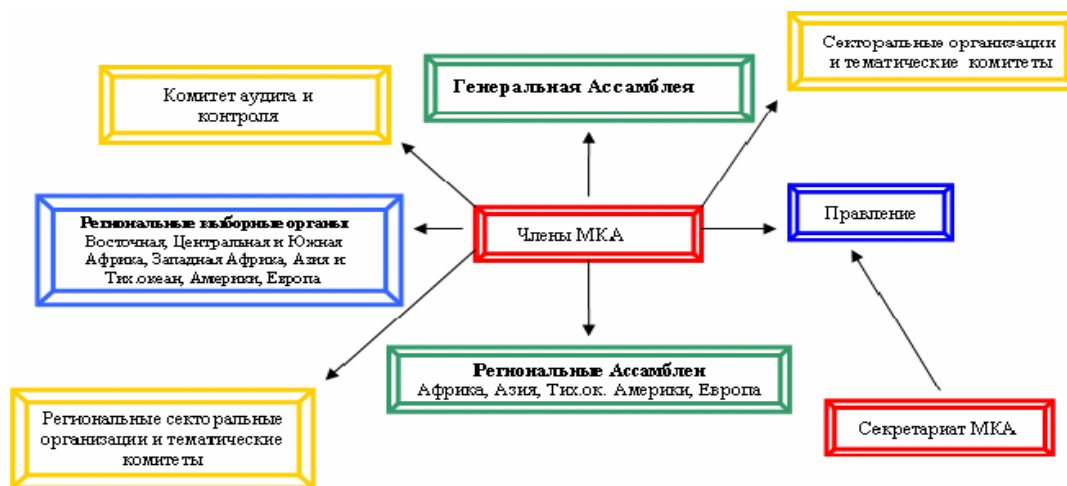 Секторальные организации
и тематические комитеты
Генеральная Ассамблея
Комитет аудита и
контроля
Региональные выборные органы
Восточная, Центральная и Южная
Африка, Западная Африка, Азия и
Тих.океан, Америки, Европа
Члены МКА
Правление
Региональные Ассамблеи
Африка, Азия, Тих.ок. Америки, Европа
Региональные секторальные
организации и тематические
комитеты
Секретариат МКА